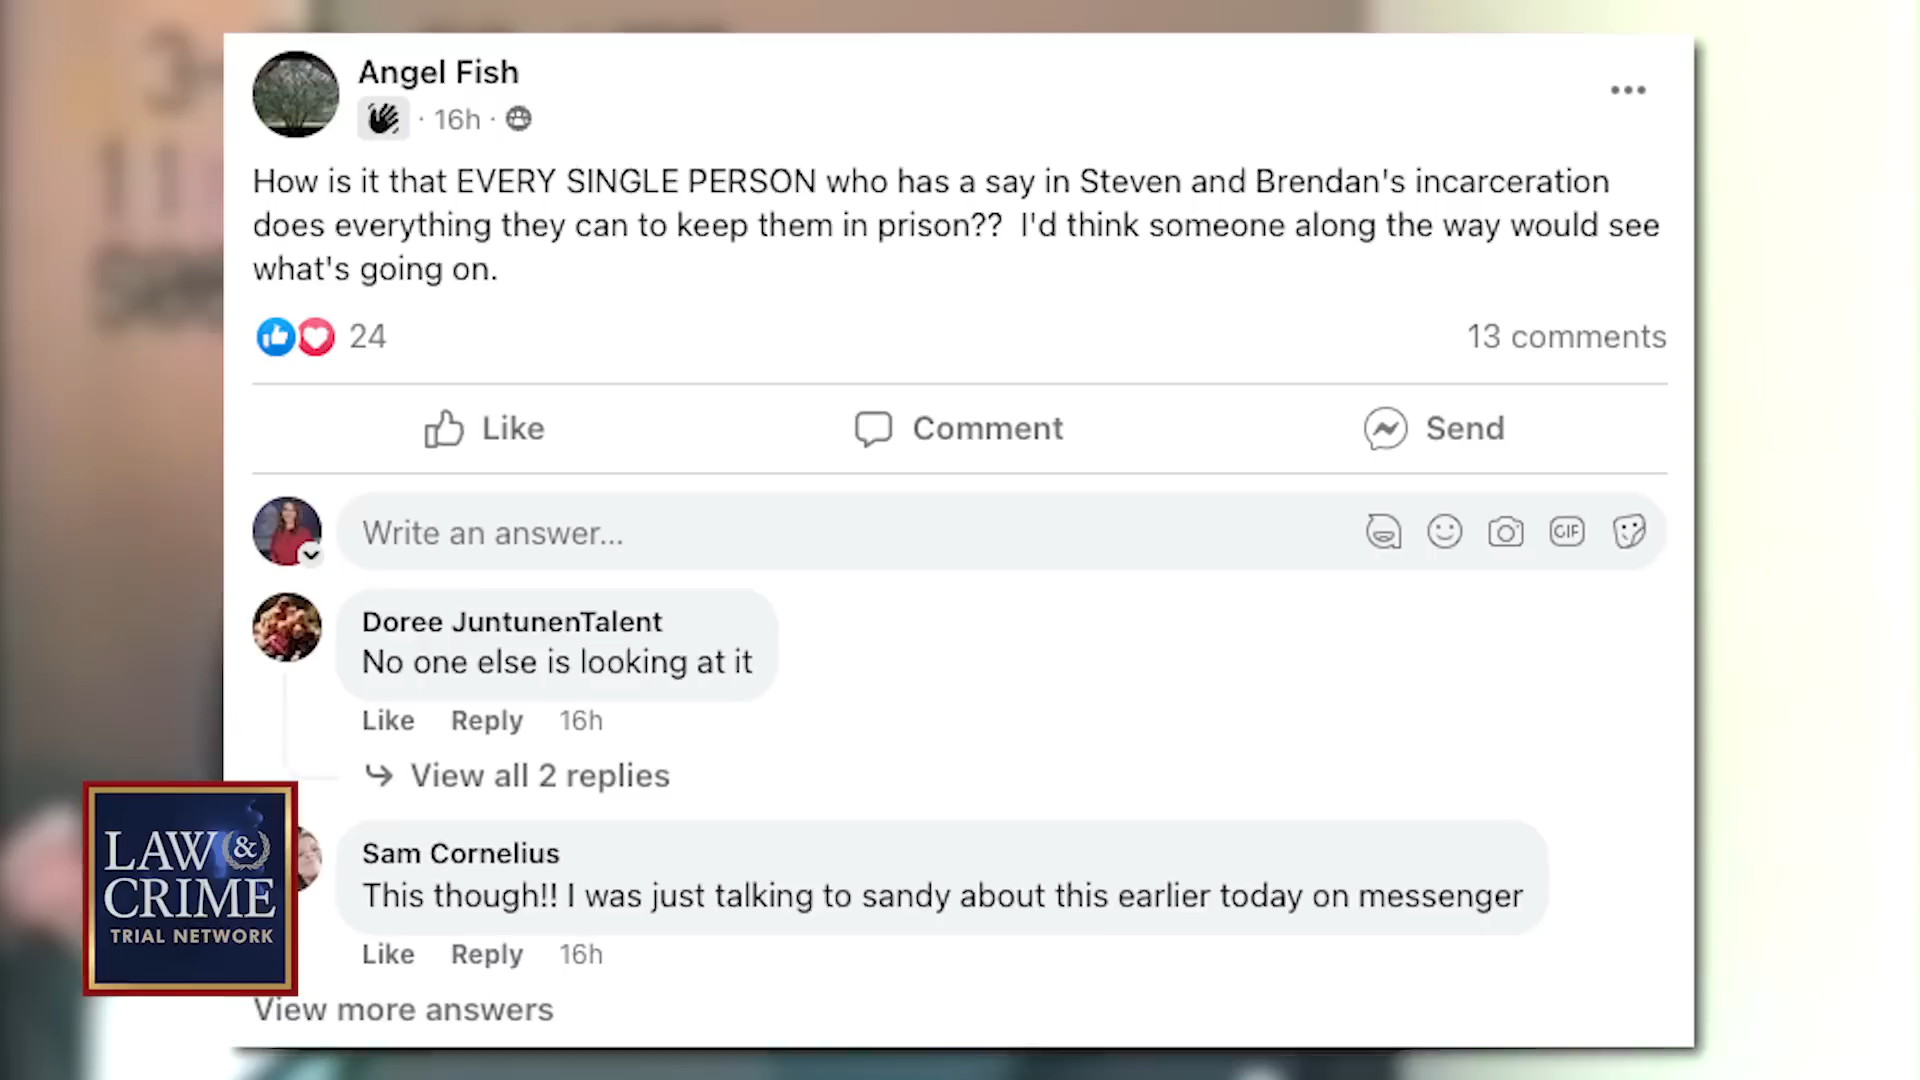 Angel Fish
· 16h ·
How is it that EVERY SINGLE PERSON who has a say in Steven and Brendan's incarceration
does everything they can to keep them in prison?? I'd think someone along the way would see
what's going on.
24
13 comments
Like
Comment
Send
Write an answer...
GIF
Doree JuntunenTalent
No one else is looking at it
Like Reply 16h
View all 2 replies
Sam Cornelius
This though!! I was just talking to sandy about this earlier today on messenger
Like Reply 16h
View more answers
LAW &
CRIME
TRIAL NETWORK